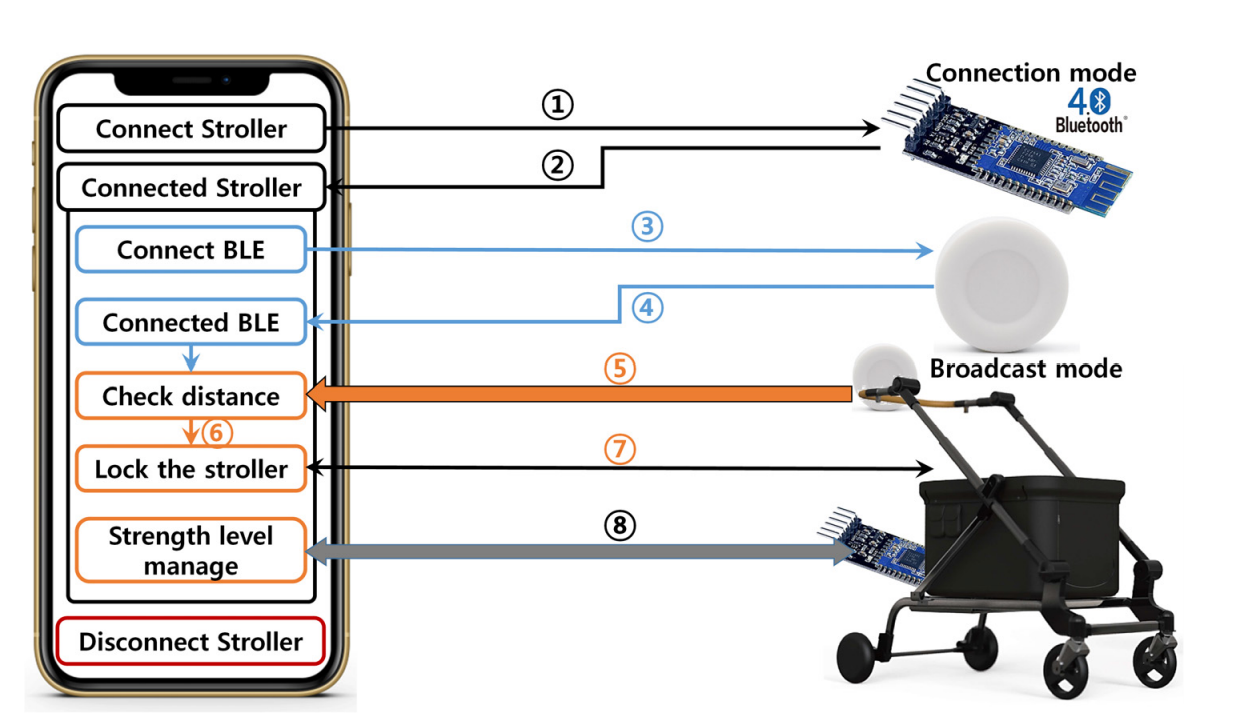 Connect Stroller
①
Connection mode
4.0
Bluetooth
②
Connected Stroller
Connect BLE
③
Connected BLE
④
Check distance
⑤
Broadcast mode
⑥
Lock the stroller
⑦
Strength level
manage
⑧
Disconnect Stroller